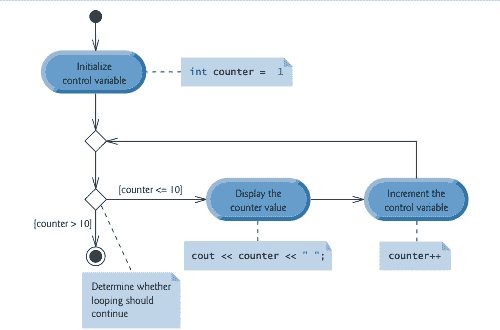 Initialize
control variable
int counter = 1
[counter <= 10]
Display the
counter value
Increment the
control variable
[counter > 10]
cout << counter << " ";
counter++
Determine whether
looping should
continue